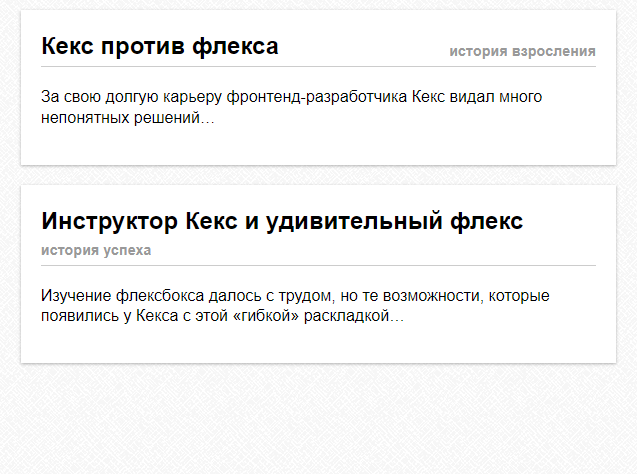 Кекс против флекса
история взросления
За свою долгую карьеру фронтенд-разработчика Кекс видал много
непонятных решений…
Инструктор Кекс и удивительный флекс
история успеха
Изучение флексбокса далось с трудом, но те возможности, которые
появились у Кекса с этой «гибкой» раскладкой…